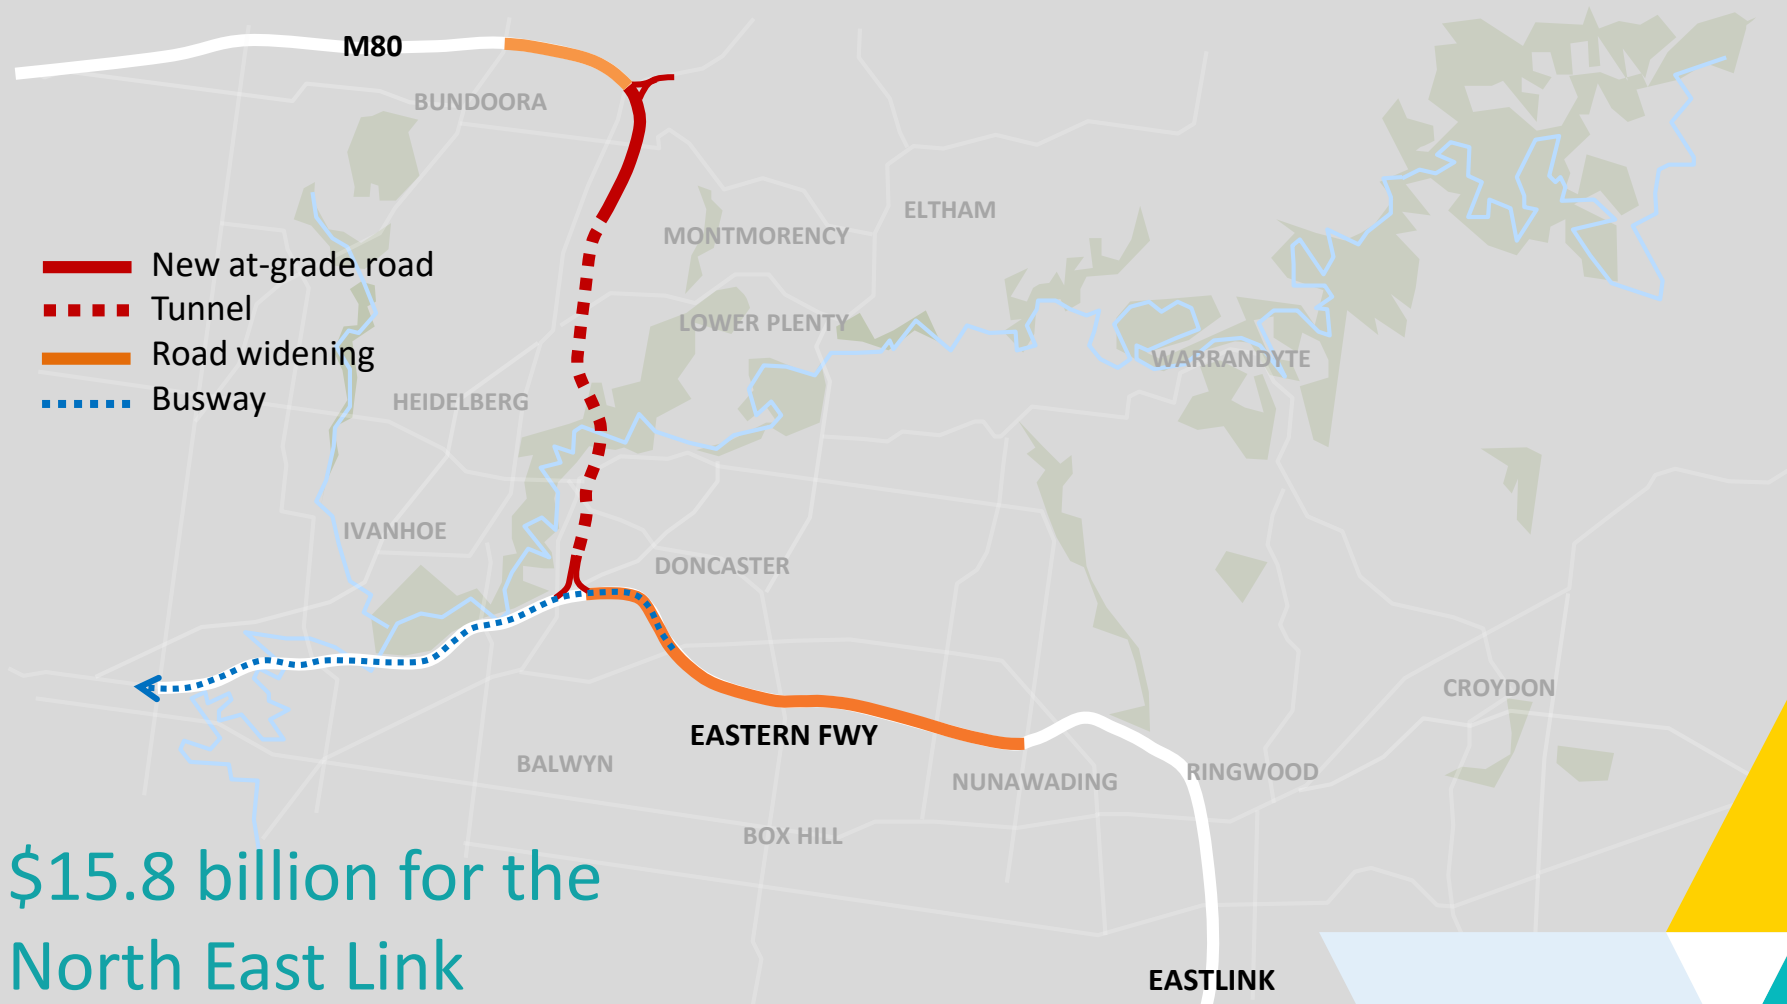 M80
BUNDOORA
ELTHAM
MONTMORENCY
New at-grade road
Tunnel
LOWER PLENTY
Road widening
WARRANDYTE
Busway
HEIDELBERG
IVANHOE
DONCASTER
CROYDON
EASTERN FWY
BALWYN
NUNAWADING
RINGWOOD
BOX HILL
$15.8 billion for the
North East Link
EASTLINK